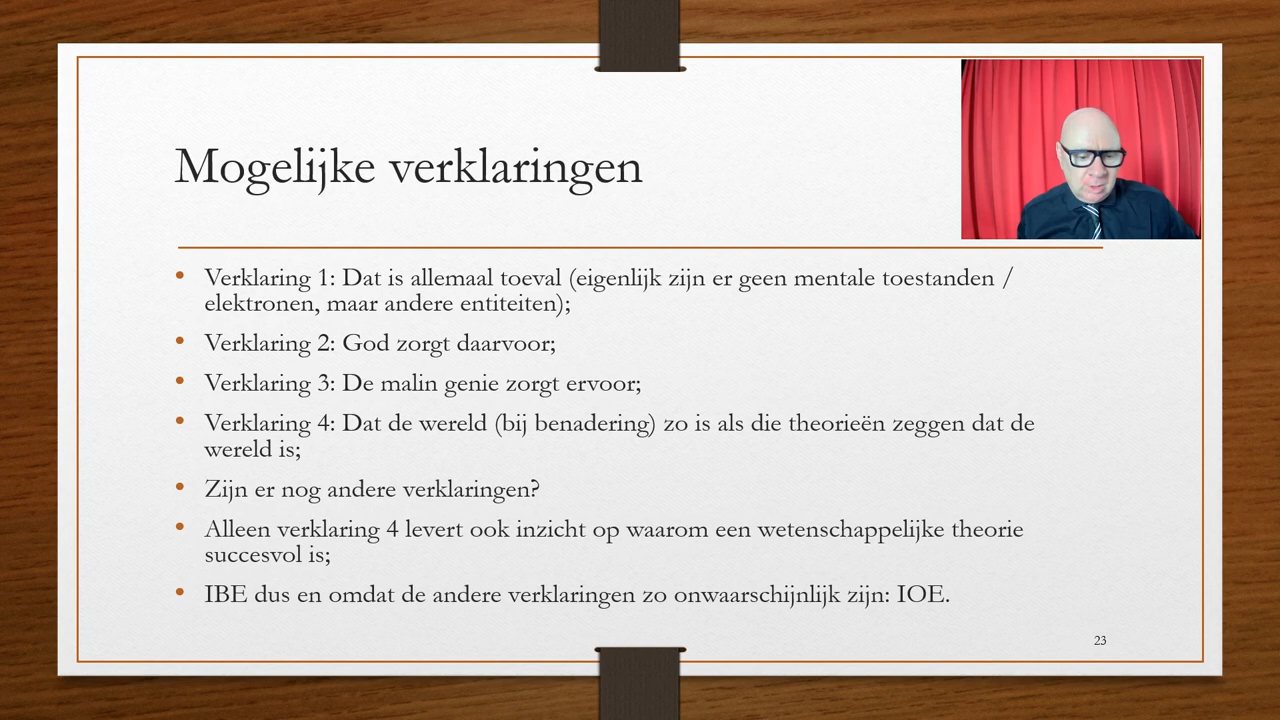 Mogelijke verklaringen
• Verklaring 1: Dat is allemaal toeval (eigenlijk zijn er geen mentale toestanden /
elektronen, maar andere entiteiten);
• Verklaring 2: God zorgt daarvoor;
• Verklaring 3: De malin genie zorgt ervoor;
• Verklaring 4: Dat de wereld (bij benadering) zo is als die theorieën zeggen dat de
wereld is;
• Zijn er nog andere verklaringen?
• Alleen verklaring 4 levert ook inzicht op waarom een wetenschappelijke theorie
succesvol is;
• IBE dus en omdat de andere verklaringen zo onwaarschijnlijk zijn: IOE.
23